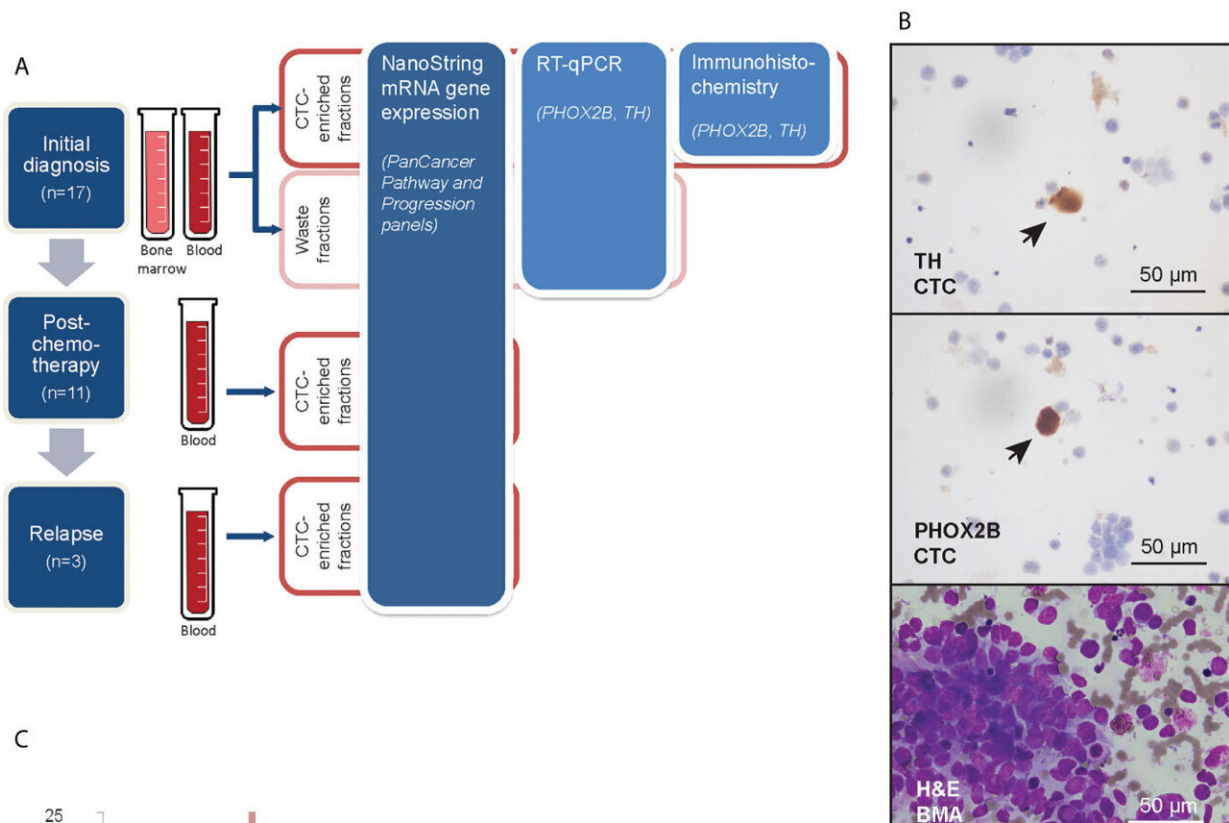 A
Initial
diagnosis
(n=17)
Bone
marrow
Blood
CTC-
enriched
fractions
Waste
fractions
NanoString
mRNA gene
expression
(PanCancer
Pathway and
Progression
panels)
RT-qPCR
(PHOX2B, TH)
Immunohisto-
chemistry
(PHOX2B, TH)
Post-
chemo-
therapy
(n=11)
Blood
CTC-
enriched
fractions
Relapse
(n=3)
Blood
CTC-
enriched
fractions
B
TH
CTC
50 µm
PHOX2B
CTC
50 µm
H&E
BMA
50 µm
C
25